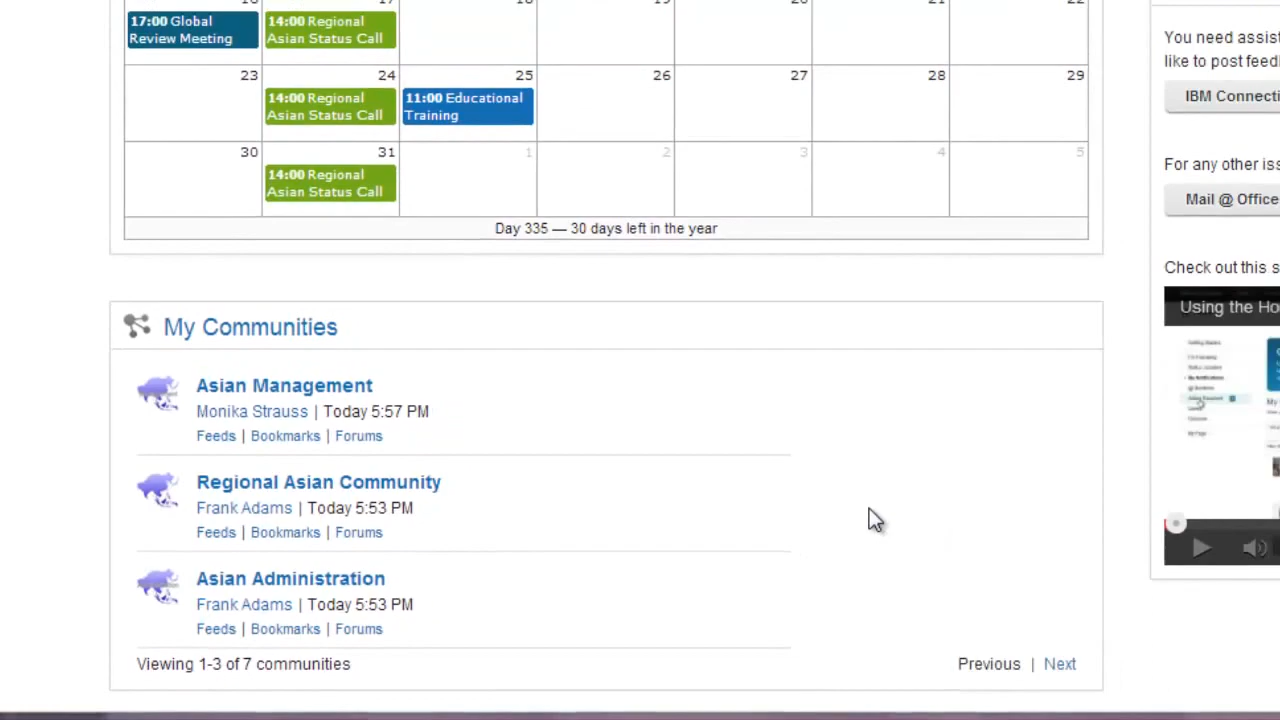 16 17 18 19 20 21 22
17:00 Global
Review Meeting
14:00 Regional
Asian Status Call
23 24 25 26 27 28 29
14:00 Regional
Asian Status Call
11:00 Educational
Training
30 31 1 2 3 4 5
14:00 Regional
Asian Status Call
Day 335 — 30 days left in the year
My Communities
Asian Management
Monika Strauss | Today 5:57 PM
Feeds | Bookmarks | Forums
Regional Asian Community
Frank Adams | Today 5:53 PM
Feeds | Bookmarks | Forums
Asian Administration
Frank Adams | Today 5:53 PM
Feeds | Bookmarks | Forums
Viewing 1-3 of 7 communities
Previous | Next
You need assist
like to post feed
IBM Connecti
For any other iss
Mail @ Office
Check out this s
Using the Ho